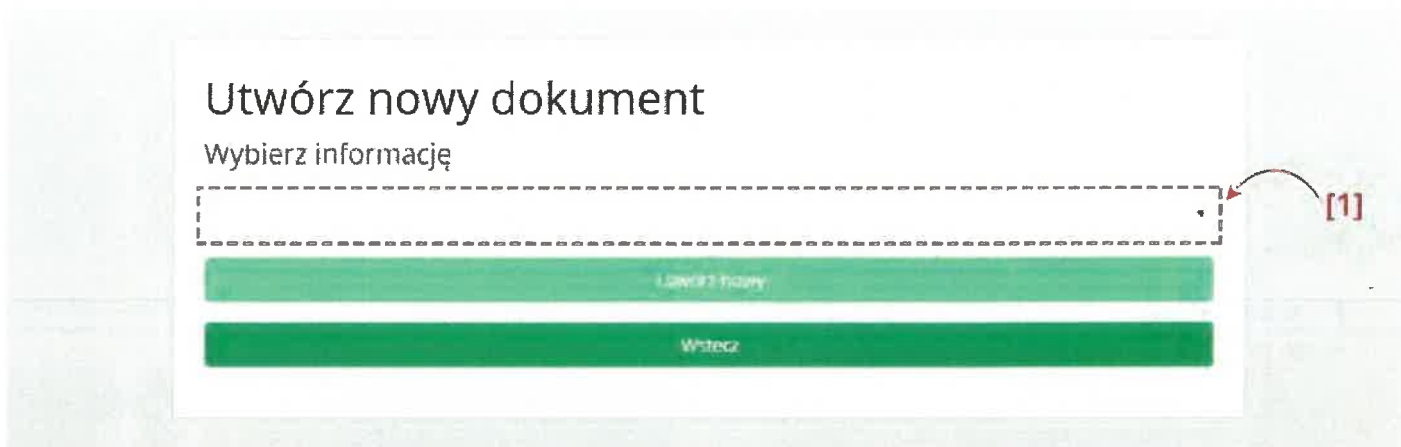 Utwórz nowy dokument
Wybierz informację
[1]
Utwórz nowy
Wstecz